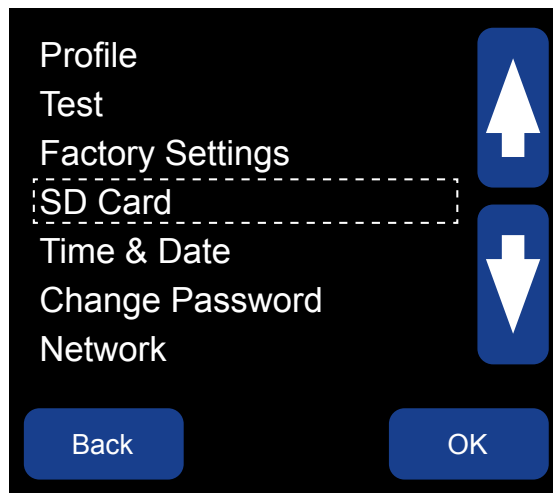 Profile
Test
Factory Settings
SD Card
Time & Date
Change Password
Network
Back
OK